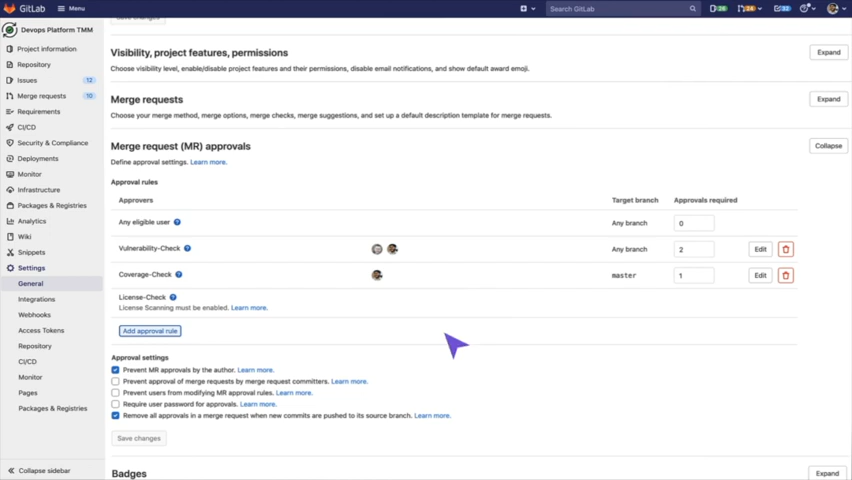 GitLab
Menu
Search GitLab
26
24
32
Devops Platform TMM
Save changes
Project information
Repository
Issues
12
Merge requests
10
Requirements
CI/CD
Security & Compliance
Deployments
Monitor
Infrastructure
Packages & Registries
Analytics
Wiki
Snippets
Settings
General
Integrations
Webhooks
Access Tokens
Repository
CI/CD
Monitor
Pages
Packages & Registries
Collapse sidebar
Visibility, project features, permissions
Expand
Choose visibility level, enable/disable project features and their permissions, disable email notifications, and show default award emoji.
Merge requests
Expand
Choose your merge method, merge options, merge checks, merge suggestions, and set up a default description template for merge requests.
Merge request (MR) approvals
Collapse
Define approval settings. Learn more.
Approval rules
Approvers Target branch Approvals required
Any eligible user Any branch 0
Vulnerability-Check Any branch 2 Edit
Coverage-Check master 1 Edit
License-Check
License Scanning must be enabled. Learn more.
Add approval rule
Approval settings
Prevent MR approvals by the author. Learn more.
Prevent approval of merge requests by merge request committers. Learn more.
Prevent users from modifying MR approval rules. Learn more.
Require user password for approvals. Learn more.
Remove all approvals in a merge request when new commits are pushed to its source branch. Learn more.
Save changes
Badges
Expand